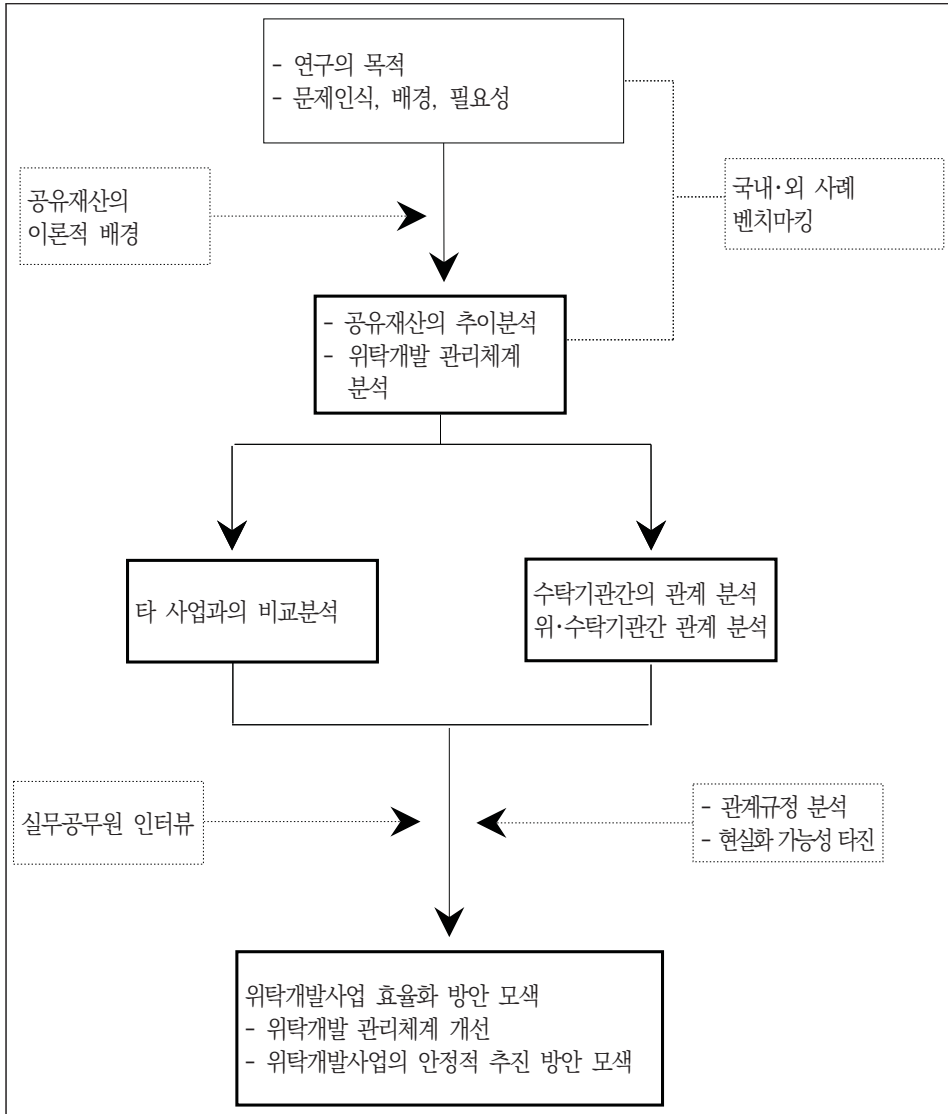 - 연구의 목적
- 문제인식, 배경, 필요성
공유재산의
이론적 배경
국내·외 사례
벤치마킹
- 공유재산의 추이분석
- 위탁개발 관리체계
분석
타 사업과의 비교분석
수탁기관간의 관계 분석
위·수탁기관간 관계 분석
실무공무원 인터뷰
- 관계규정 분석
- 현실화 가능성 타진
위탁개발사업 효율화 방안 모색
- 위탁개발 관리체계 개선
- 위탁개발사업의 안정적 추진 방안 모색